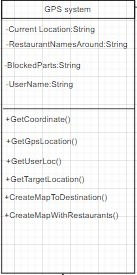 GPS system
-Current Location:String
-RestaurantNamesAround:String
-BlockedParts:String
-UserName:String
+GetCoordinate()
+GetGpsLocation()
+GetUserLoc()
+GetTargetLocation()
+CreateMapToDestination()
+CreateMapWithRestaurants()